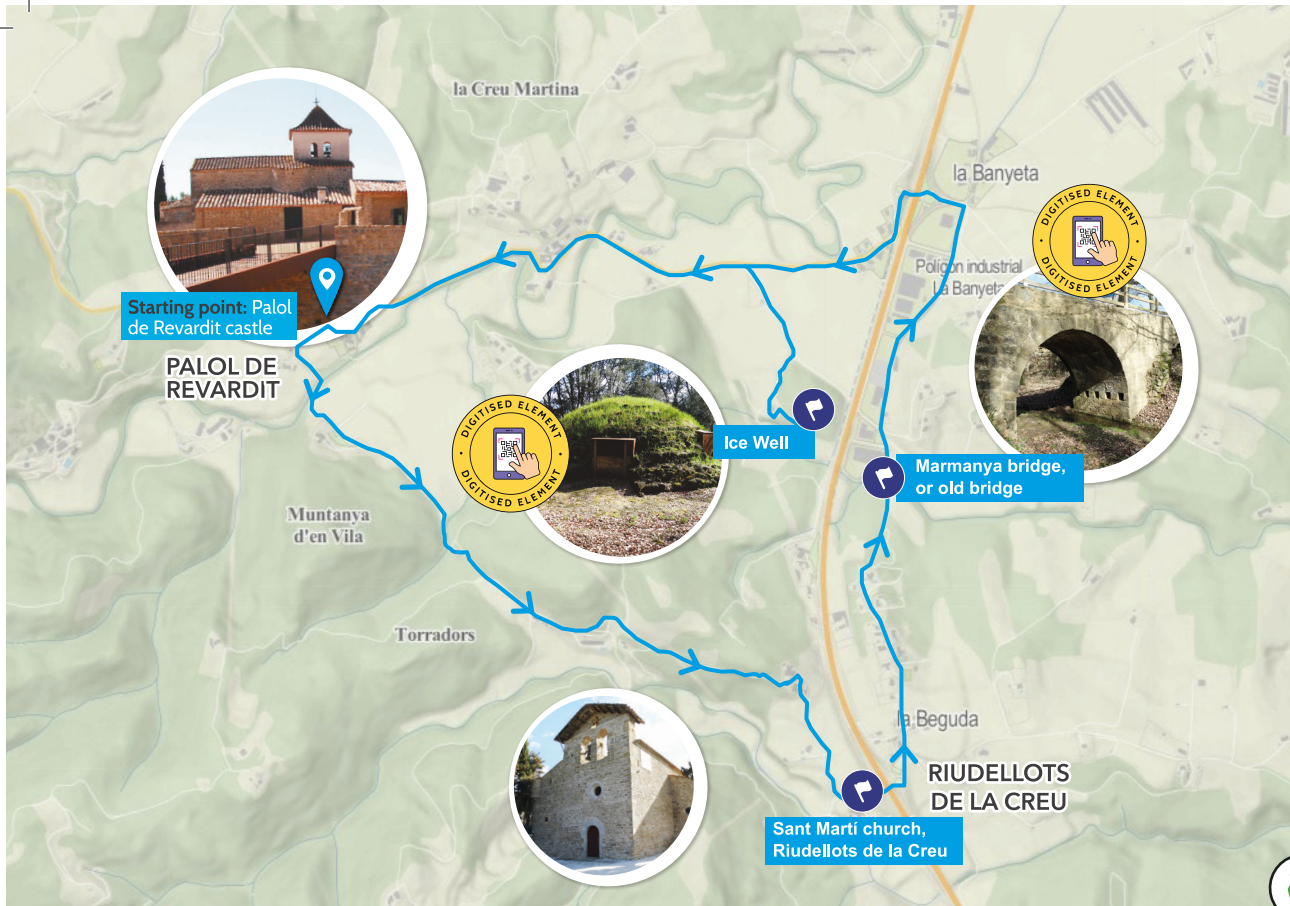 la Creu Martina
la Banyeta
DIGITISED ELEMENT
DIGITISED ELEMENT
Polígon industrial
La Banyeta
Starting point: Palol
de Revardit castle
PALOL DE
REVARDIT
DIGITISED ELEMENT
DIGITISED ELEMENT
Ice Well
Marmanya bridge,
or old bridge
Muntanya
d'en Vila
Torradors
la Beguda
RIUDELLOTS
DE LA CREU
Sant Martí church,
Riudellots de la Creu